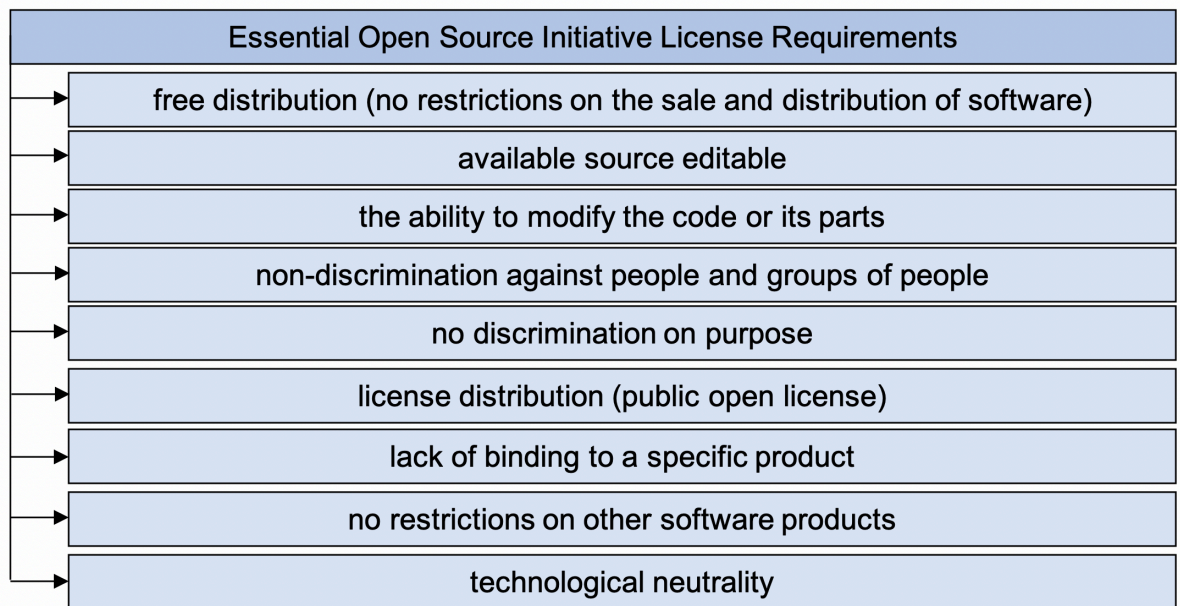 Essential Open Source Initiative License Requirements
free distribution (no restrictions on the sale and distribution of software)
available source editable
the ability to modify the code or its parts
non-discrimination against people and groups of people
no discrimination on purpose
license distribution (public open license)
lack of binding to a specific product
no restrictions on other software products
technological neutrality